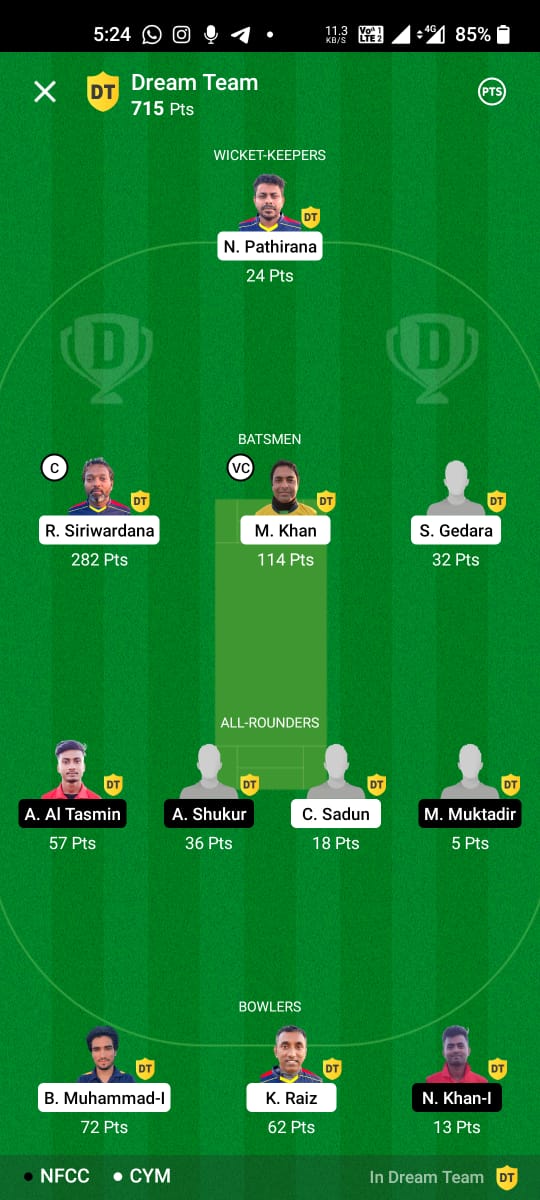 5:24 11.3 KB/S Vo 1 LTE 2 4G 85%
DT Dream Team
715 Pts
PTS
WICKET-KEEPERS
DT
N. Pathirana
24 Pts
D D
BATSMEN
C VC
DT DT DT
R. Siriwardana M. Khan S. Gedara
282 Pts 114 Pts 32 Pts
ALL-ROUNDERS
DT DT DT DT
A. Al Tasmin A. Shukur C. Sadun M. Muktadir
57 Pts 36 Pts 18 Pts 5 Pts
BOWLERS
DT DT DT
B. Muhammad-I K. Raiz N. Khan-I
72 Pts 62 Pts 13 Pts
NFCC CYM In Dream Team DT